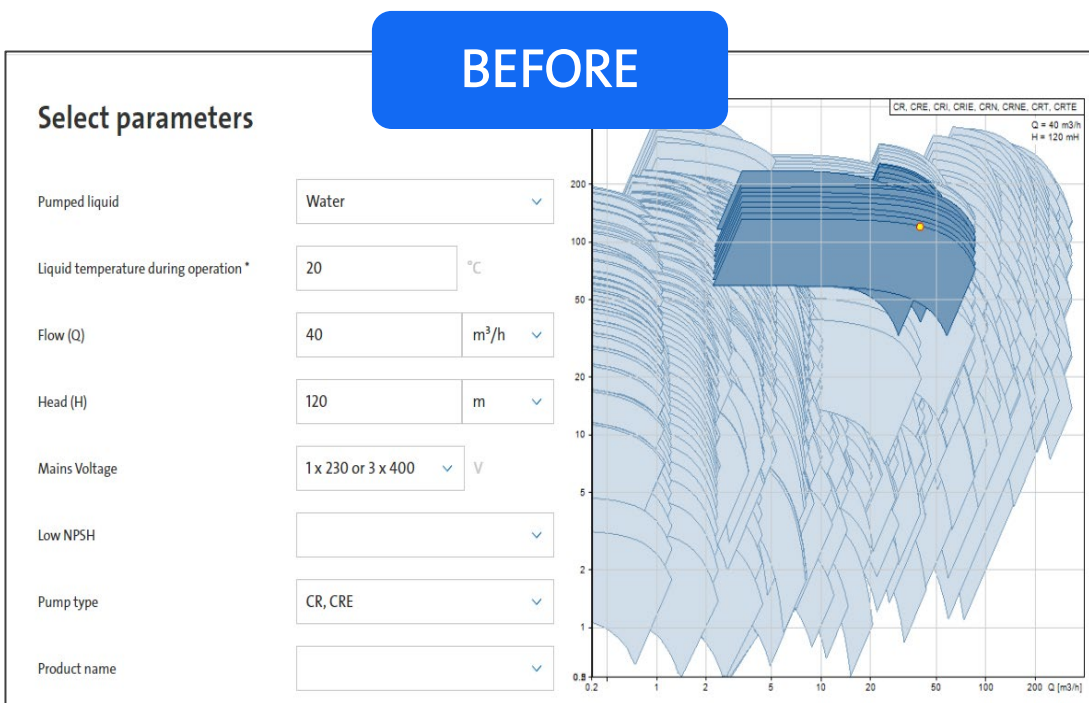 BEFORE
Select parameters
Pumped liquid
Water
Liquid temperature during operation *
20
°C
Flow (Q)
40
m³/h
Head (H)
120
m
Mains Voltage
1 x 230 or 3 x 400
V
Low NPSH
Pump type
CR, CRE
Product name
CR, CRE, CRI, CRIE, CRN, CRNE, CRT, CRTE
Q = 40 m3/h
H = 120 mH
200
100
50
20
10
5
2
1
0.2
1
2
5
10
20
50
100
200
Q [m3/h]